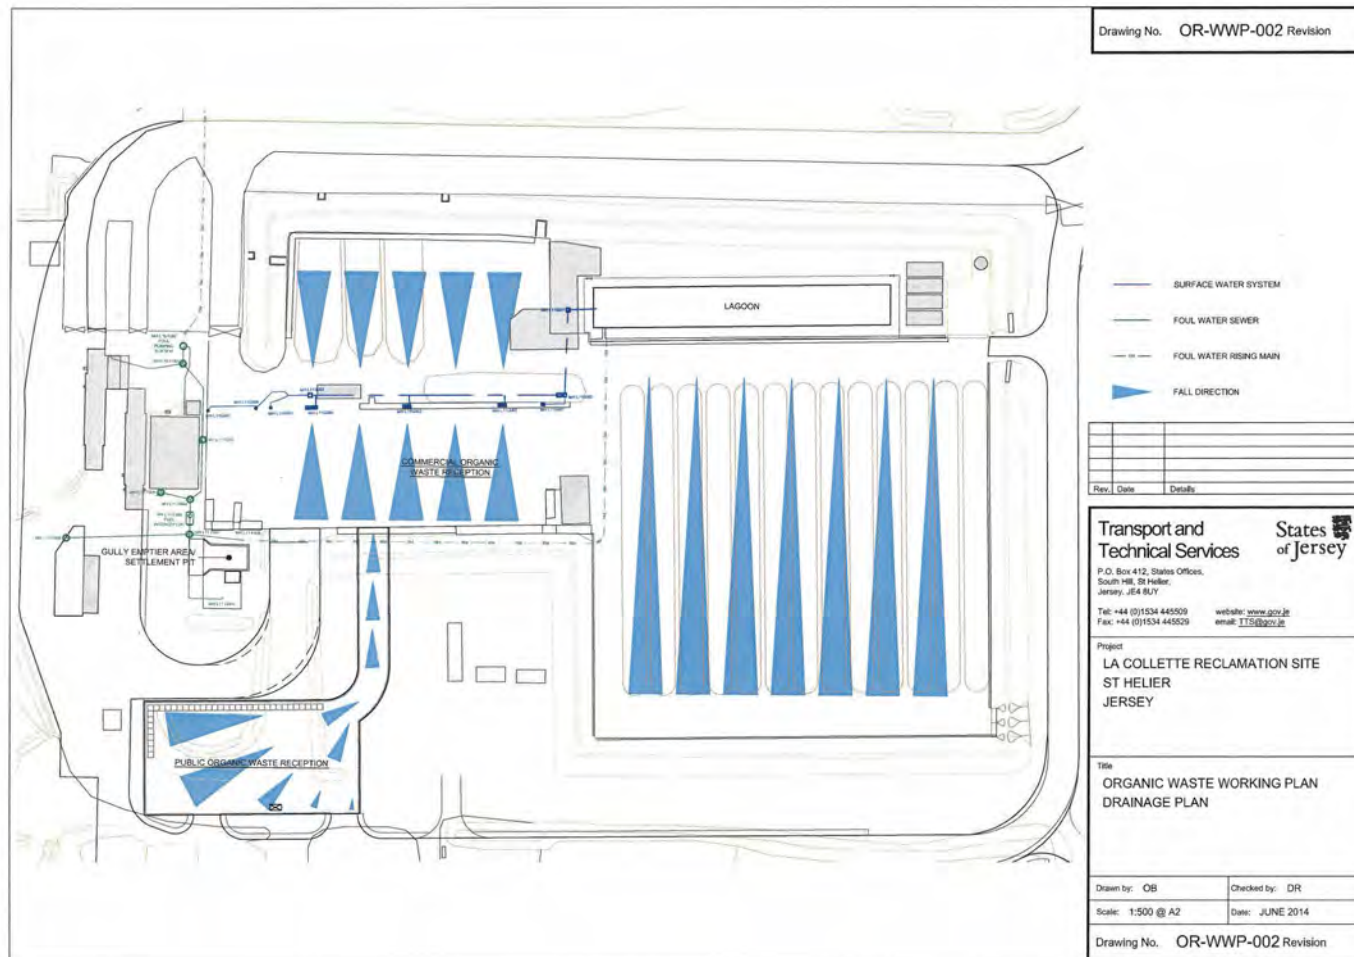 Drawing No. OR-WWP-002 Revision
SURFACE WATER SYSTEM
FOUL WATER SEWER
FOUL WATER RISING MAIN
FALL DIRECTION
LAGOON
COMMERCIAL ORGANIC
WASTE RECEPTION
GULLY EMPTIER AREA/
SETTLEMENT PIT
PUBLIC ORGANIC WASTE RECEPTION
Rev. Date Details
Transport and
Technical Services
States
of Jersey
P.O. Box 412, States Offices,
South Hill, St Helier,
Jersey. JE4 8UY
Tel: +44 (0)1534 445509 website: www.gov.je
Fax: +44 (0)1534 445529 email: TTS@gov.je
Project
LA COLLETTE RECLAMATION SITE
ST HELIER
JERSEY
Title
ORGANIC WASTE WORKING PLAN
DRAINAGE PLAN
Drawn by: OB Checked by: DR
Scale: 1:500 @ A2 Date: JUNE 2014
Drawing No. OR-WWP-002 Revision